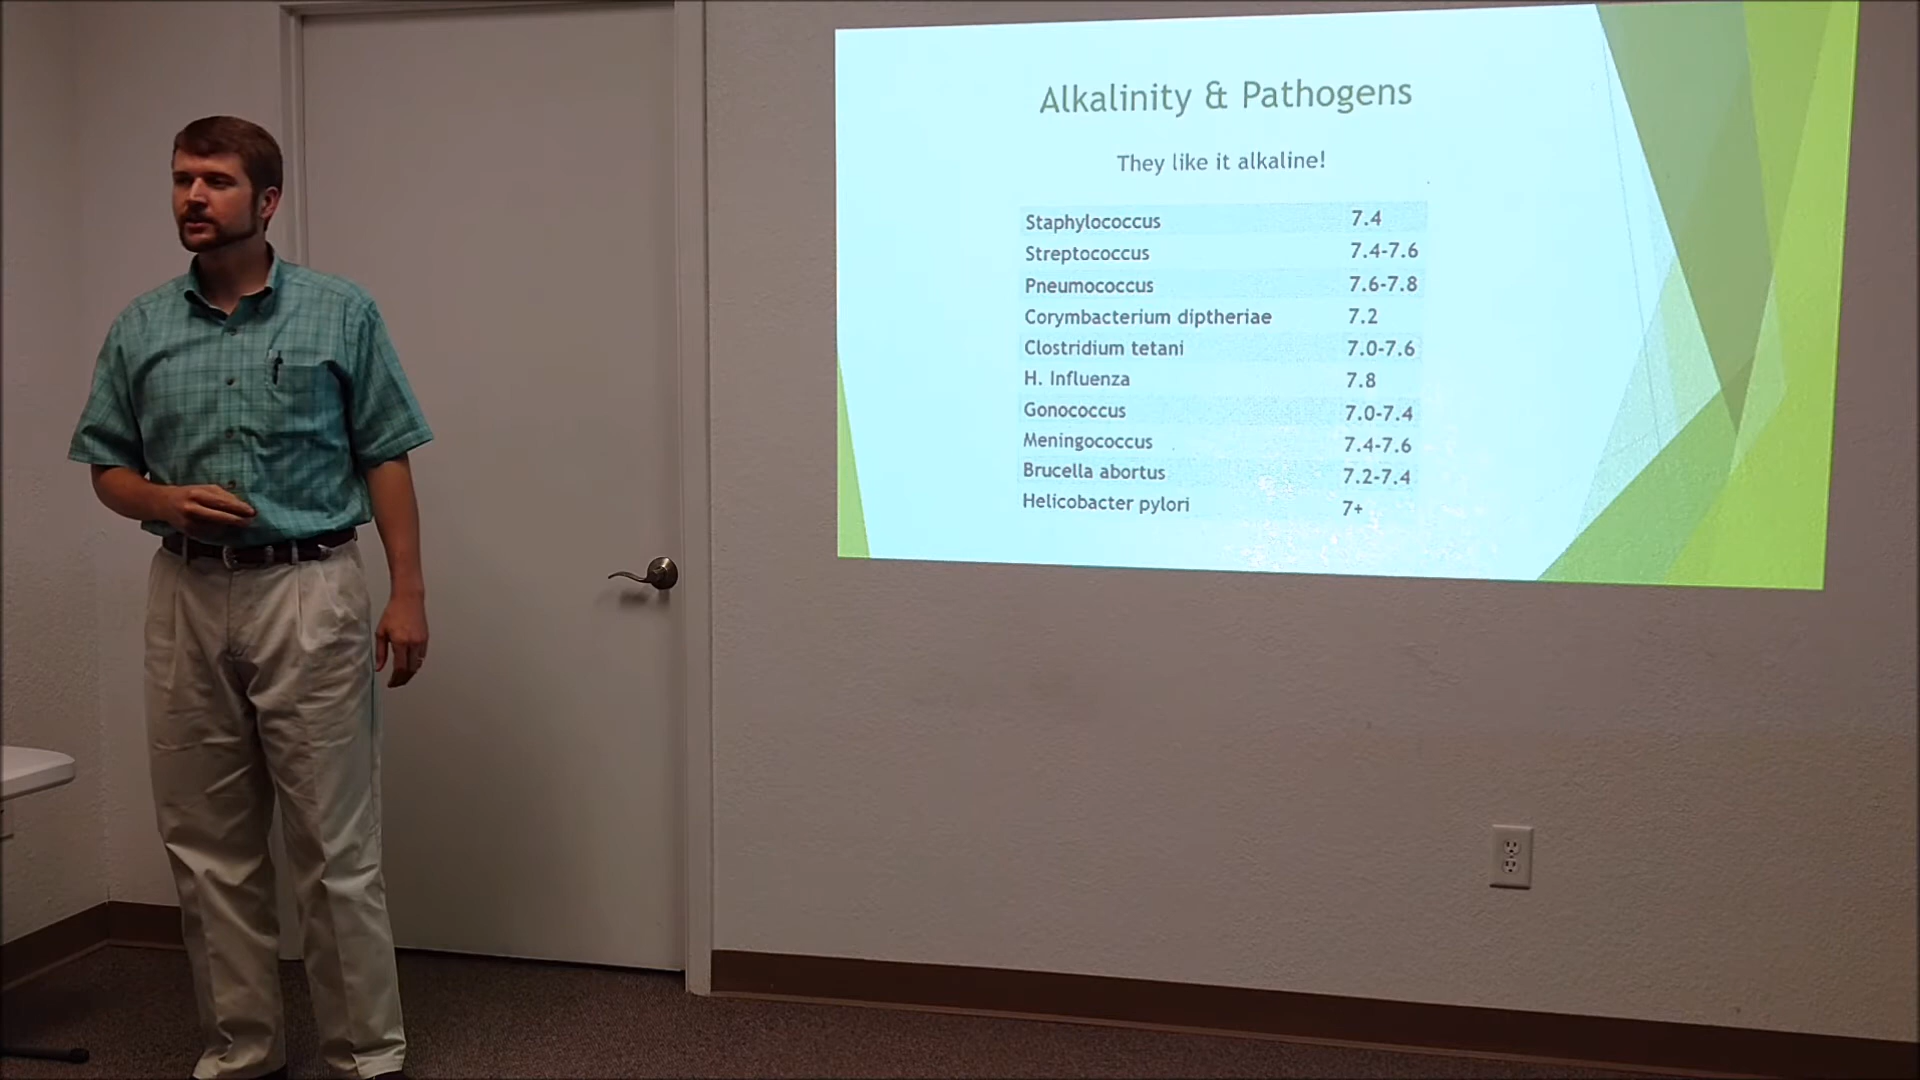 Alkalinity & Pathogens
They like it alkaline!
Staphylococcus 7.4
Streptococcus 7.4-7.6
Pneumococcus 7.6-7.8
Corymbacterium diptheriae 7.2
Clostridium tetani 7.0-7.6
H. Influenza 7.8
Gonococcus 7.0-7.4
Meningococcus 7.4-7.6
Brucella abortus 7.2-7.4
Helicobacter pylori 7+